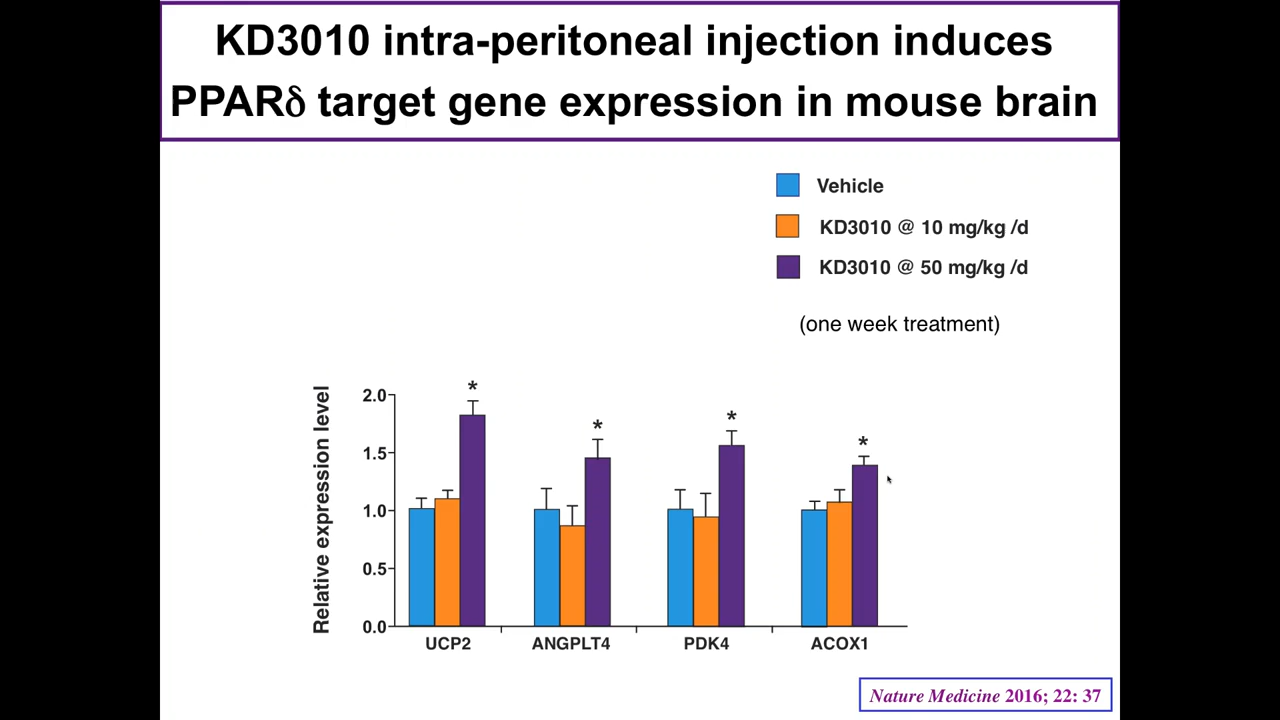 KD3010 intra-peritoneal injection induces
PPARδ target gene expression in mouse brain
Vehicle
KD3010 @ 10 mg/kg /d
KD3010 @ 50 mg/kg /d
(one week treatment)
Relative expression level
2.0
1.5
1.0
0.5
0.0
*
*
*
*
UCP2
ANGPLT4
PDK4
ACOX1
Nature Medicine 2016; 22: 37